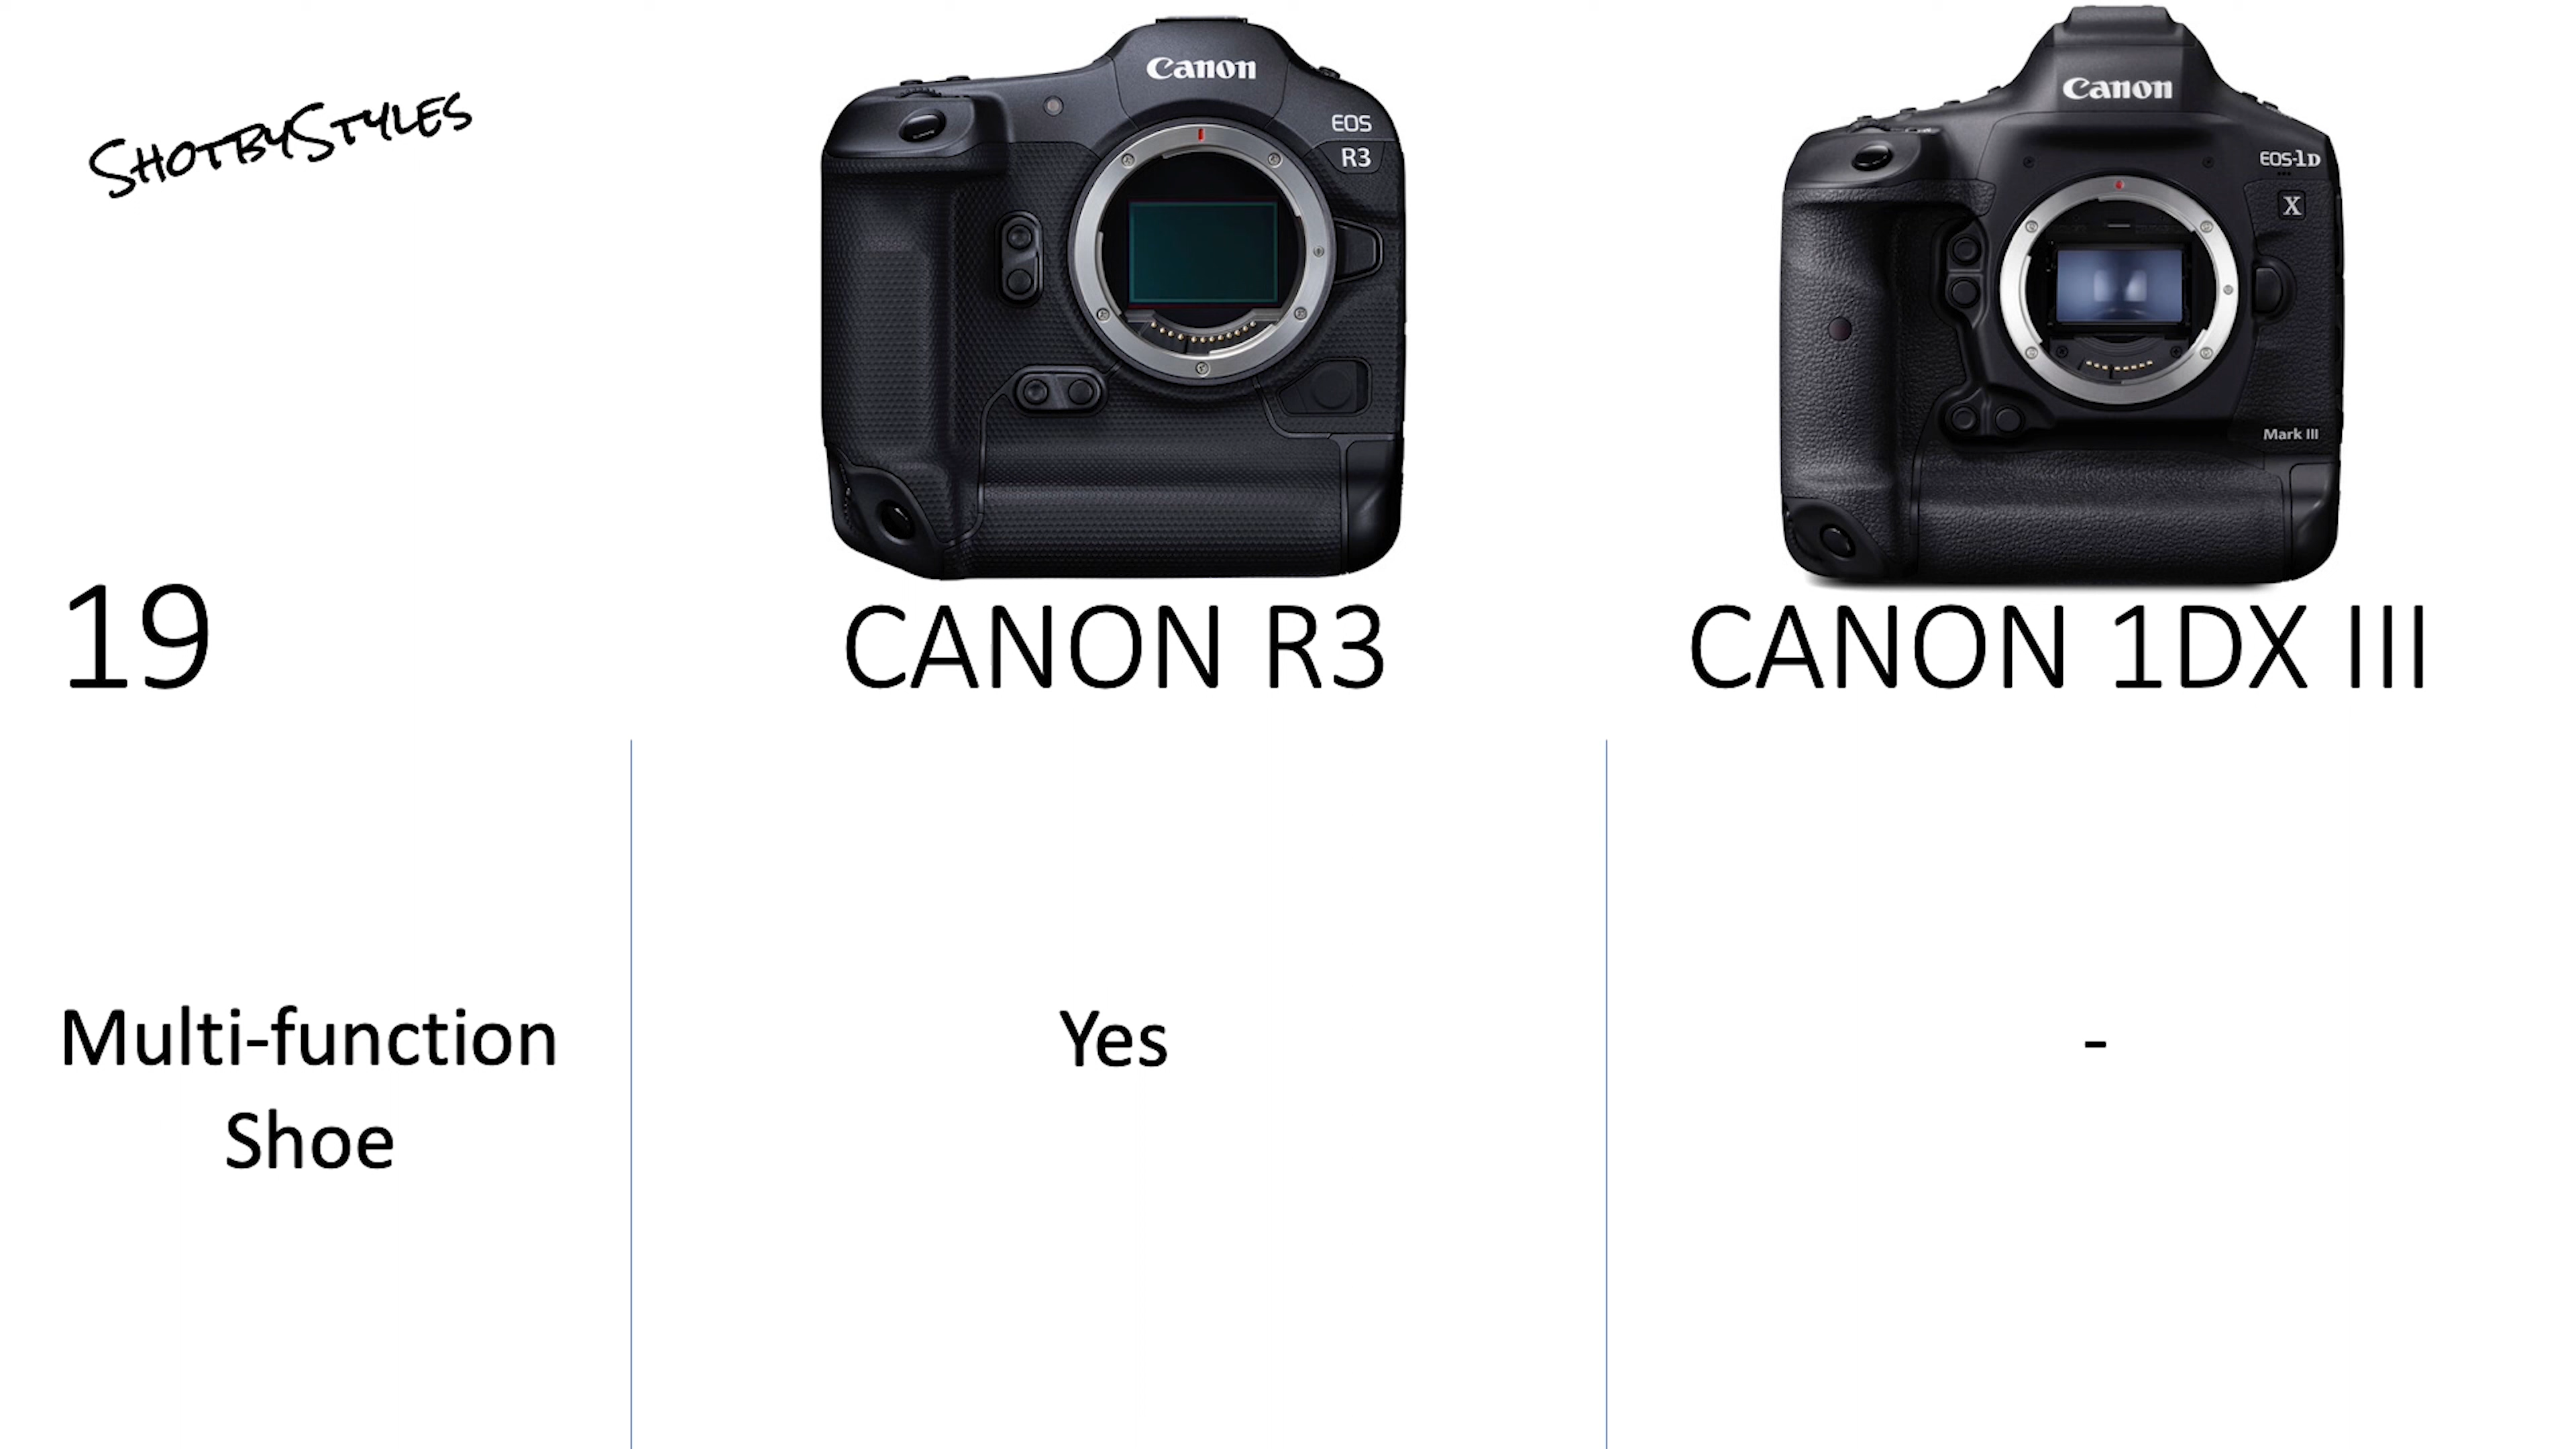 ShotbyStyles
Canon
EOS
R3
Canon
EOS-1D
X
Mark III
19
CANON R3
CANON 1DX III
Multi-function
Shoe
Yes
-